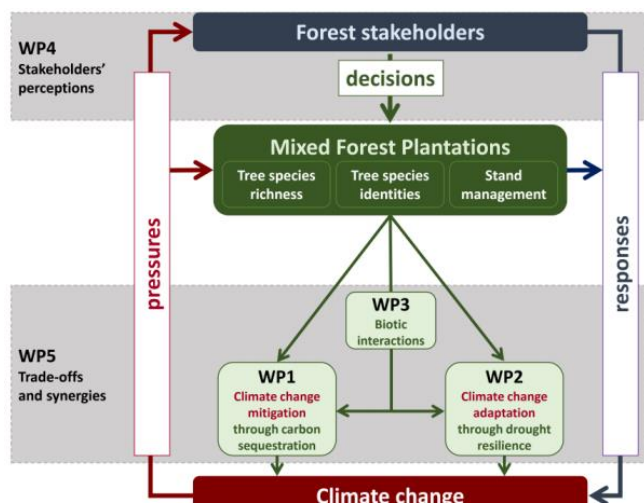 WP4
Stakeholders'
perceptions
Forest stakeholders
decisions
Mixed Forest Plantations
Tree species
richness
Tree species
identities
Stand
management
pressures
responses
WP5
Trade-offs
and synergies
WP3
Biotic
interactions
WP1
Climate change
mitigation
through carbon
sequestration
WP2
Climate change
adaptation
through drought
resilience
Climate change